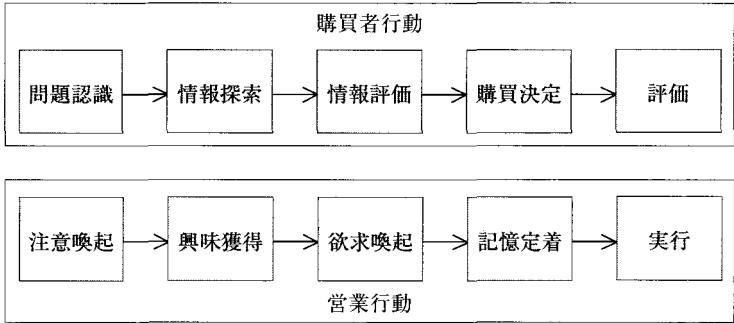 購買者行動
問題認識
情報探索
情報評価
購買決定
評価
注意喚起
興味獲得
欲求喚起
記憶定着
実行
営業行動